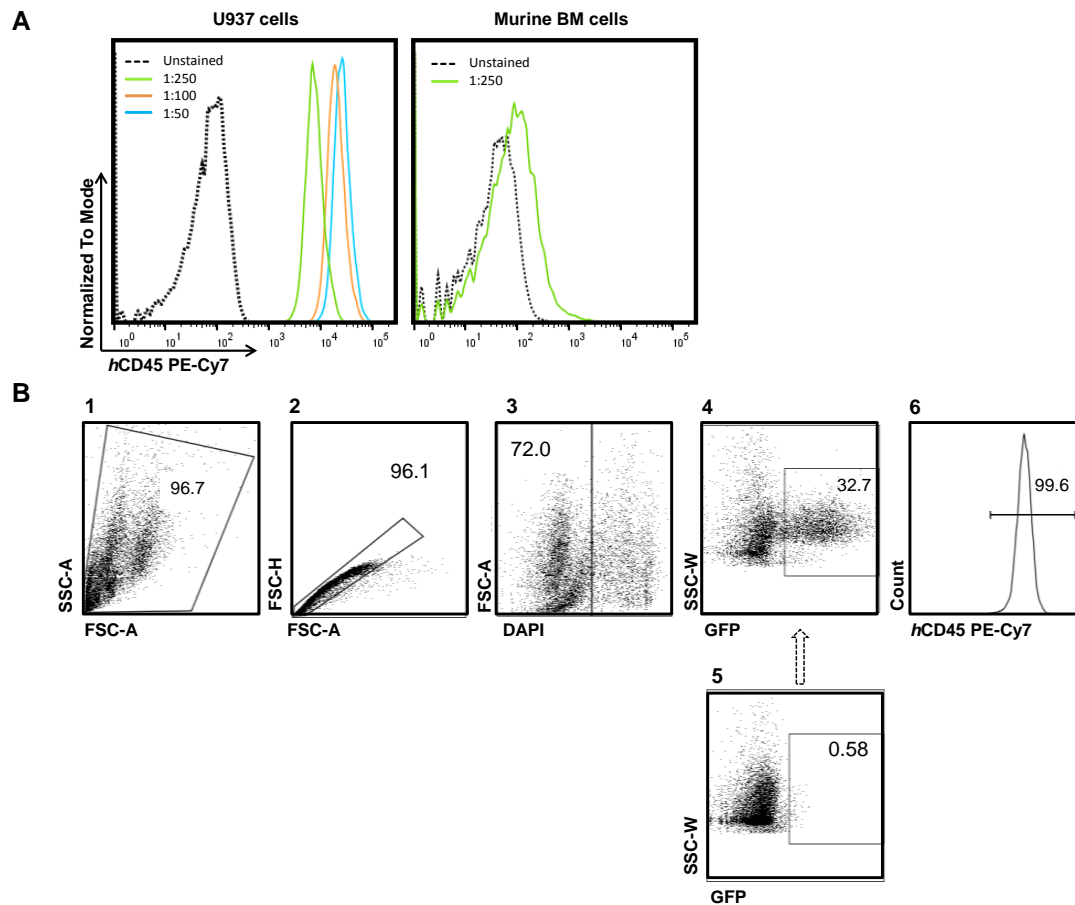 A
U937 cells
Murine BM cells
Unstained
1:250
1:100
1:50
Unstained
1:250
Normalized To Mode
10^0 10^1 10^2 10^3 10^4 10^5
10^0 10^1 10^2 10^3 10^4 10^5
hCD45 PE-Cy7
B
1
96.7
SSC-A
FSC-A
2
96.1
FSC-H
FSC-A
3
72.0
FSC-A
DAPI
4
32.7
SSC-W
GFP
6
99.6
Count
hCD45 PE-Cy7
5
0.58
SSC-W
GFP